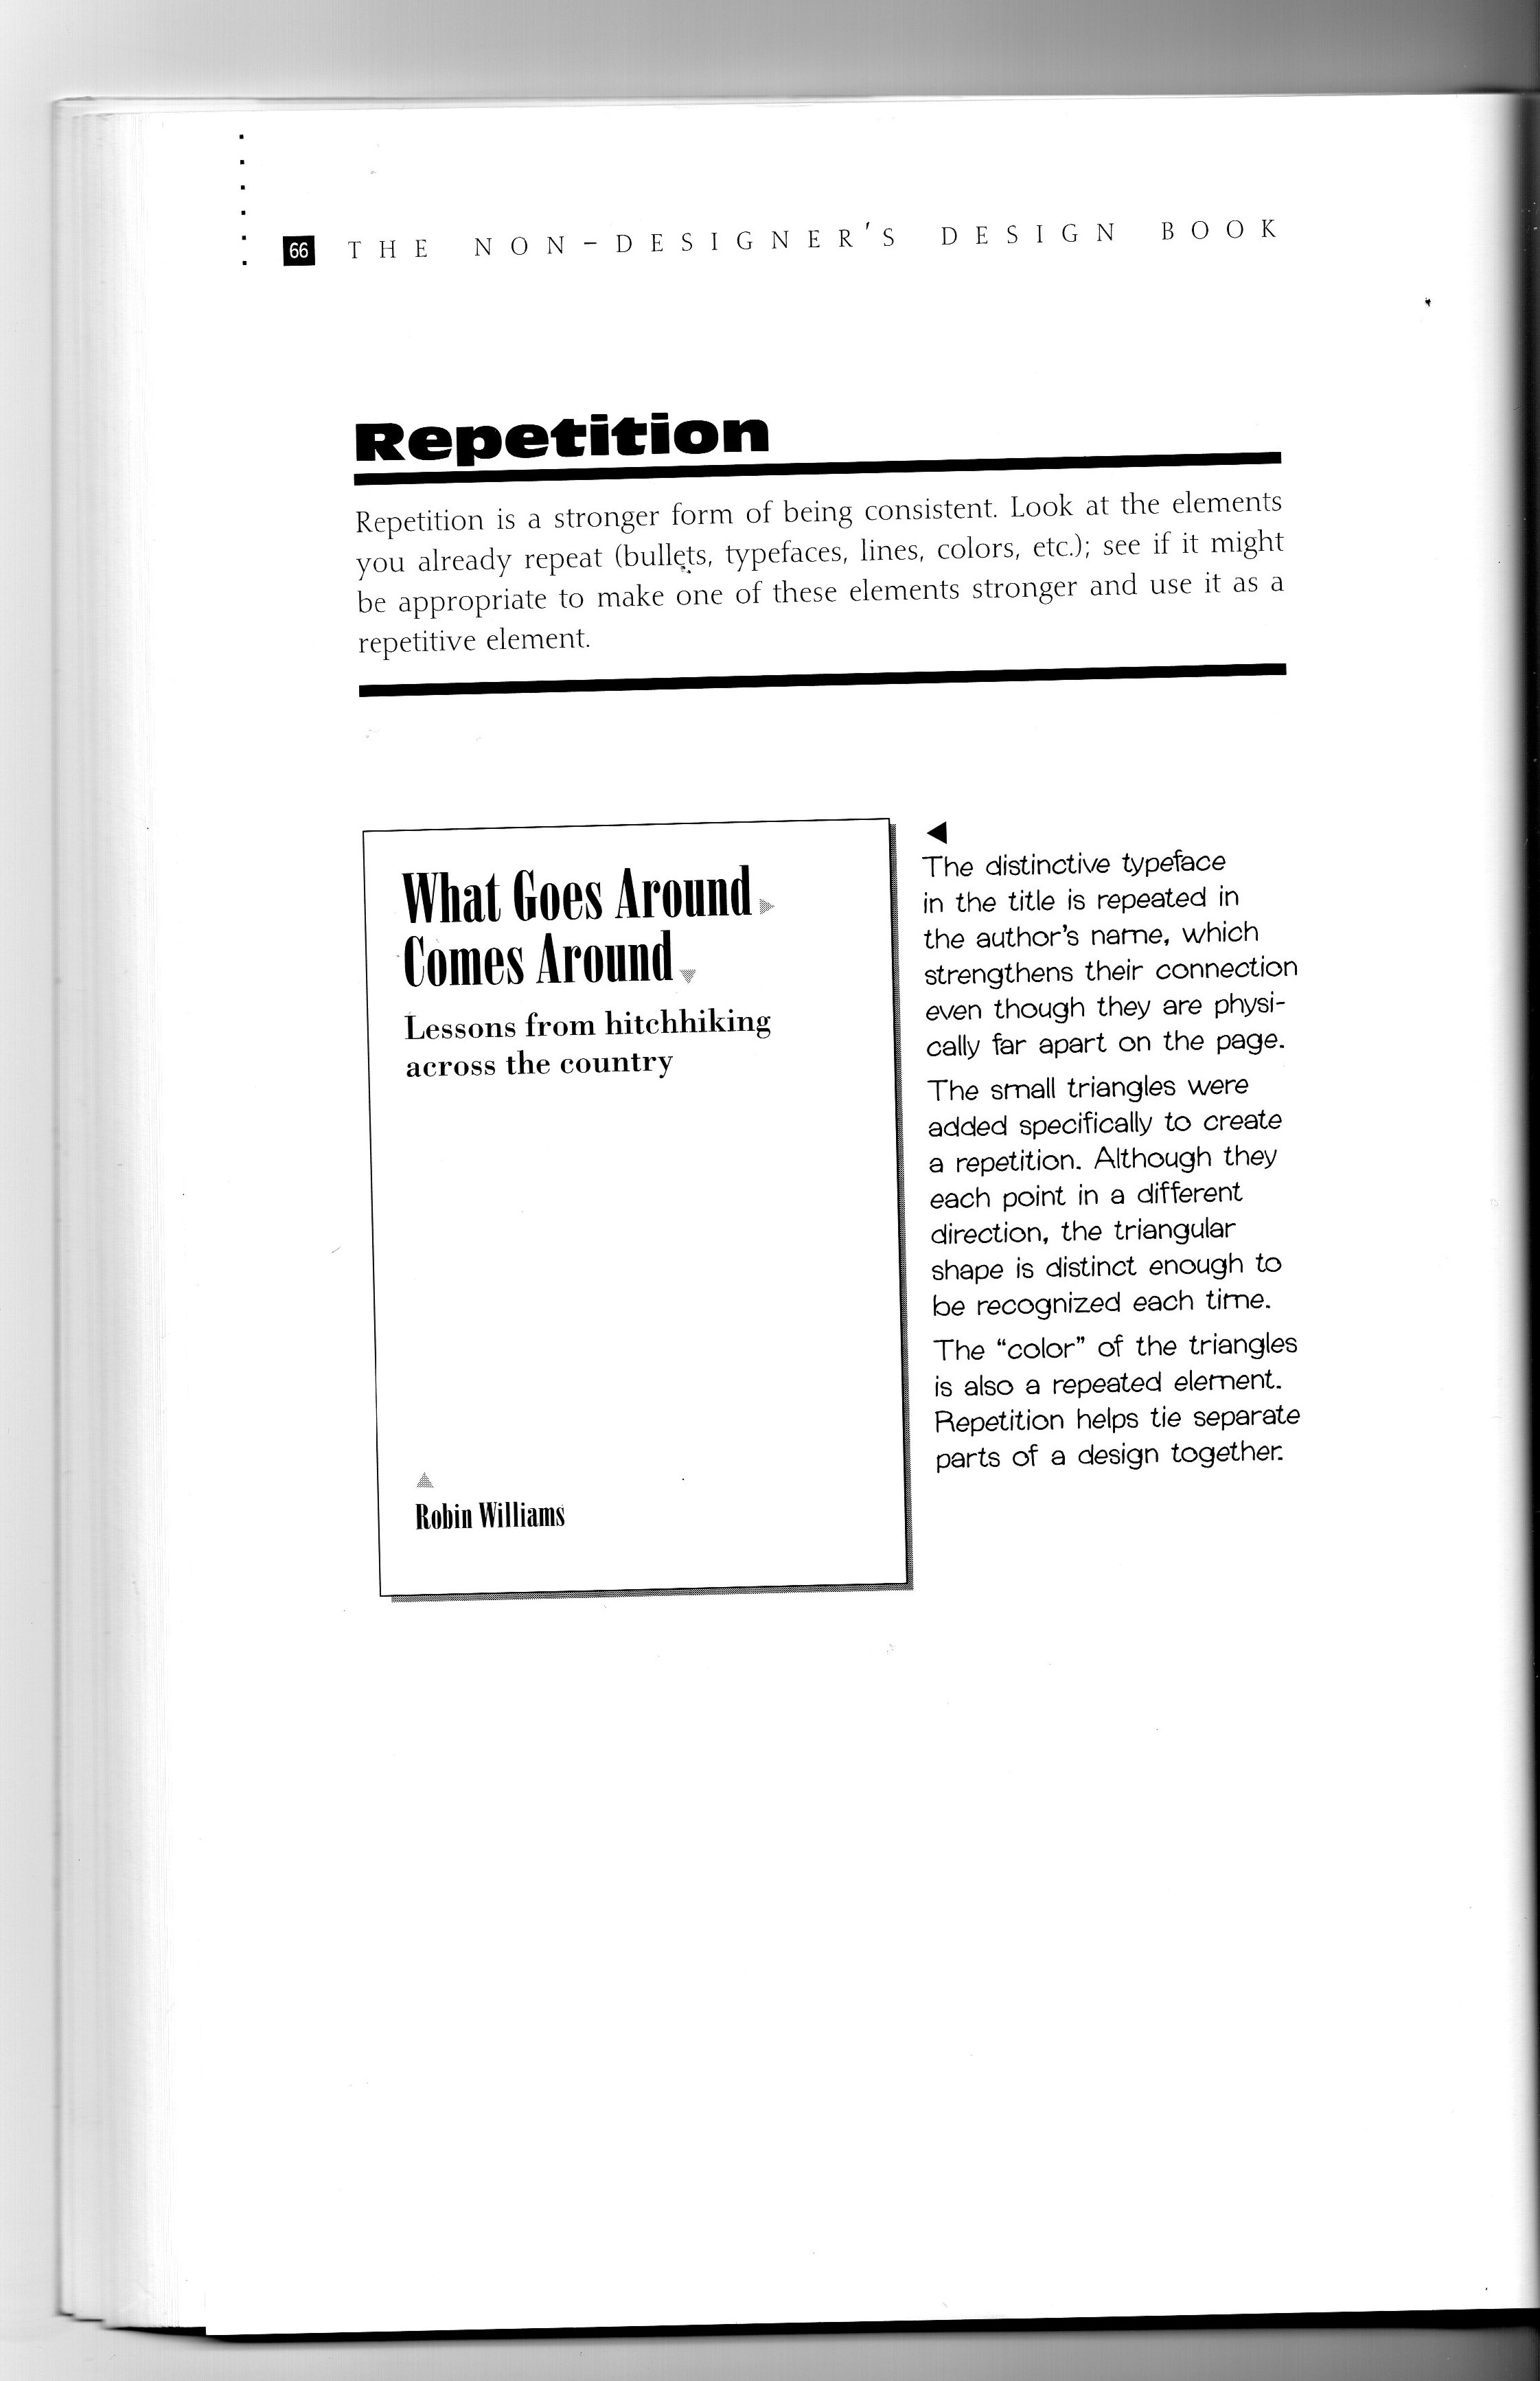 66 THE NON-DESIGNER'S DESIGN BOOK
Repetition
Repetition is a stronger form of being consistent. Look at the elements
you already repeat (bullets, typefaces, lines, colors, etc.); see if it might
be appropriate to make one of these elements stronger and use it as a
repetitive element.
What Goes Around
Comes Around
Lessons from hitchhiking
across the country
Robin Williams
The distinctive typeface
in the title is repeated in
the author's name, which
strengthens their connection
even though they are physi-
cally far apart on the page.
The small triangles were
added specifically to create
a repetition. Although they
each point in a different
direction, the triangular
shape is distinct enough to
be recognized each time.
The “color” of the triangles
is also a repeated element.
Repetition helps tie separate
parts of a design together.